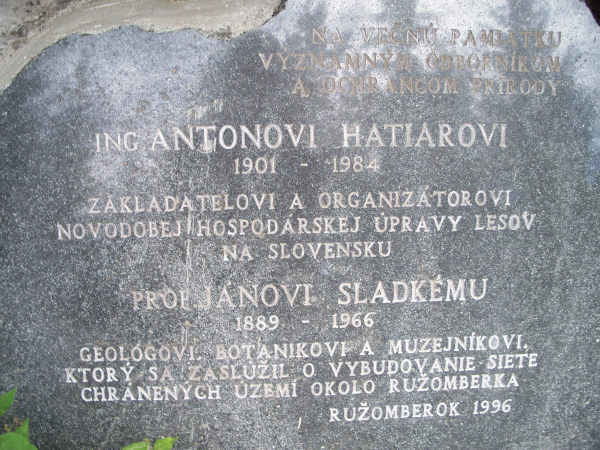 NA VEČNÚ PAMIATKU
VÝZNAMNÝM ODBORNÍKOM
A OCHRANCOM PRÍRODY
ING ANTONOVI HATIAROVI
1901 - 1984
ZAKLADATEĽOVI A ORGANIZÁTOROVI
NOVODOBEJ HOSPODÁRSKEJ ÚPRAVY LESOV
NA SLOVENSKU
PROF. JÁNOVI SLADKÉMU
1889 - 1966
GEOLÓGOVI, BOTANIKOVI A MUZEJNÍKOVI,
KTORÝ SA ZASLÚŽIL O VYBUDOVANIE SIETE
CHRÁNENÝCH ÚZEMÍ OKOLO RUŽOMBERKA
RUŽOMBEROK 1996